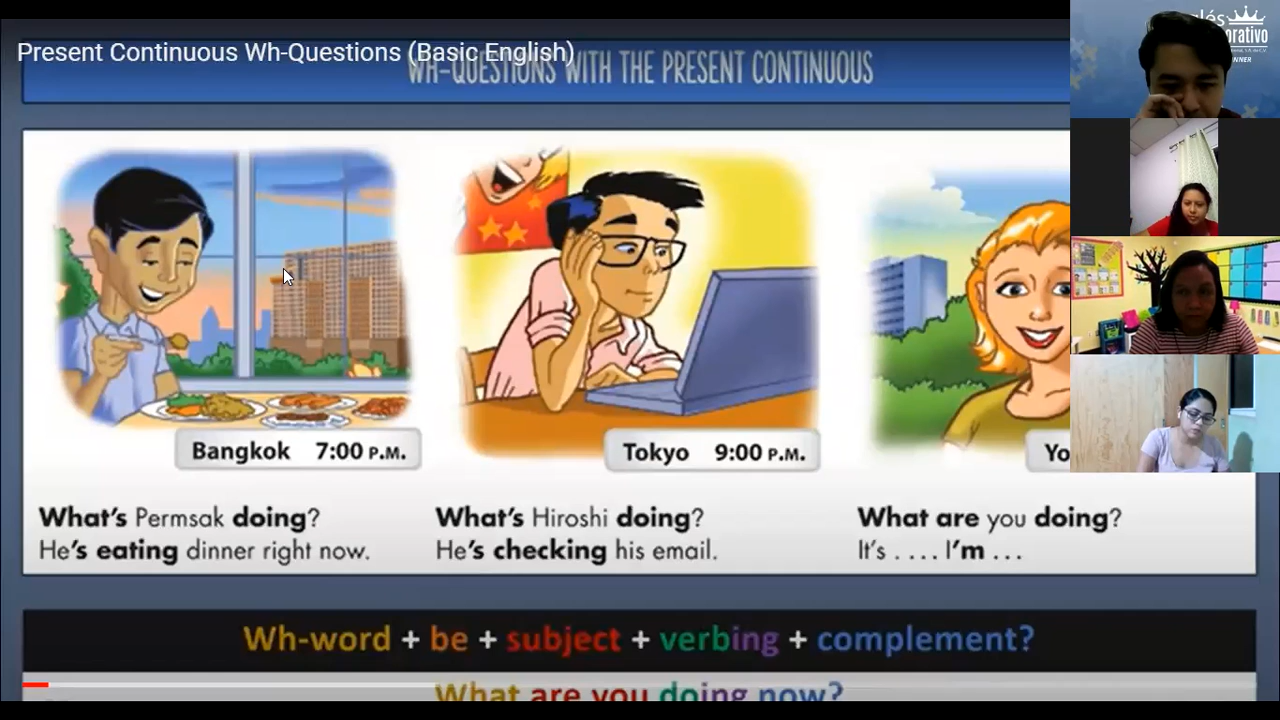 Present Continuous Wh-Questions (Basic English)
WH-QUESTIONS WITH THE PRESENT CONTINUOUS
Bangkok 7:00 P.M.
Tokyo 9:00 P.M.
Yo
What's Permsak doing?
He's eating dinner right now.
What's Hiroshi doing?
He's checking his email.
What are you doing?
It's .... I'm ...
Wh-word + be + subject + verbing + complement?
What are you doing now?